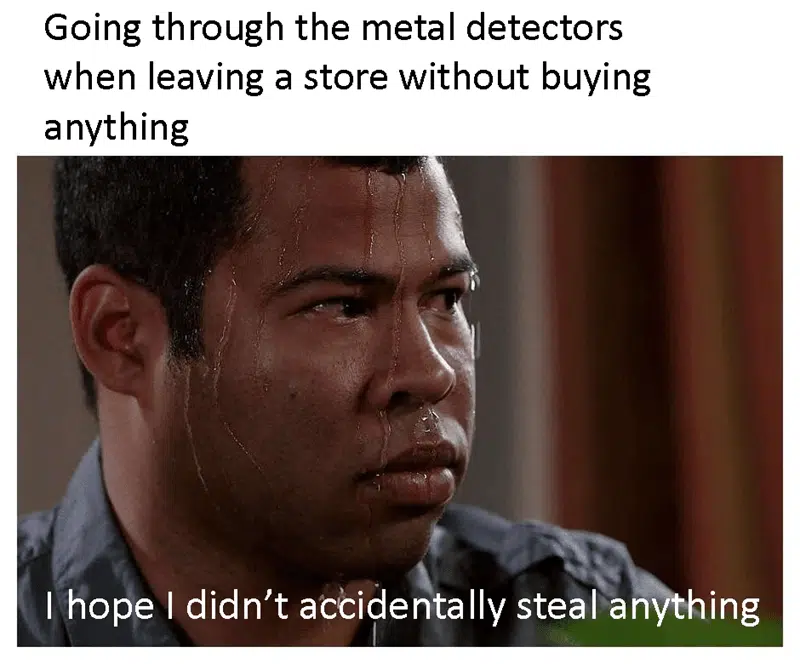 Going through the metal detectors
when leaving a store without buying
anything
I hope I didn't accidentally steal anything